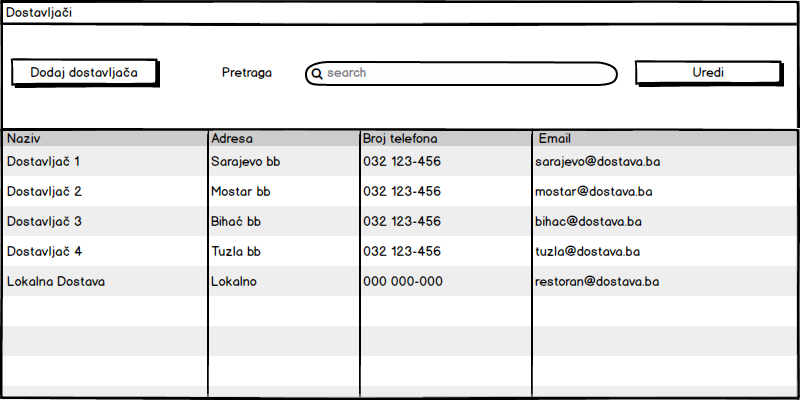 Dostavljači
Dodaj dostavljača Pretraga search Uredi
Naziv Adresa Broj telefona Email
Dostavljač 1 Sarajevo bb 032 123-456 sarajevo@dostava.ba
Dostavljač 2 Mostar bb 032 123-456 mostar@dostava.ba
Dostavljač 3 Bihać bb 032 123-456 bihac@dostava.ba
Dostavljač 4 Tuzla bb 032 123-456 tuzla@dostava.ba
Lokalna Dostava Lokalno 000 000-000 restoran@dostava.ba